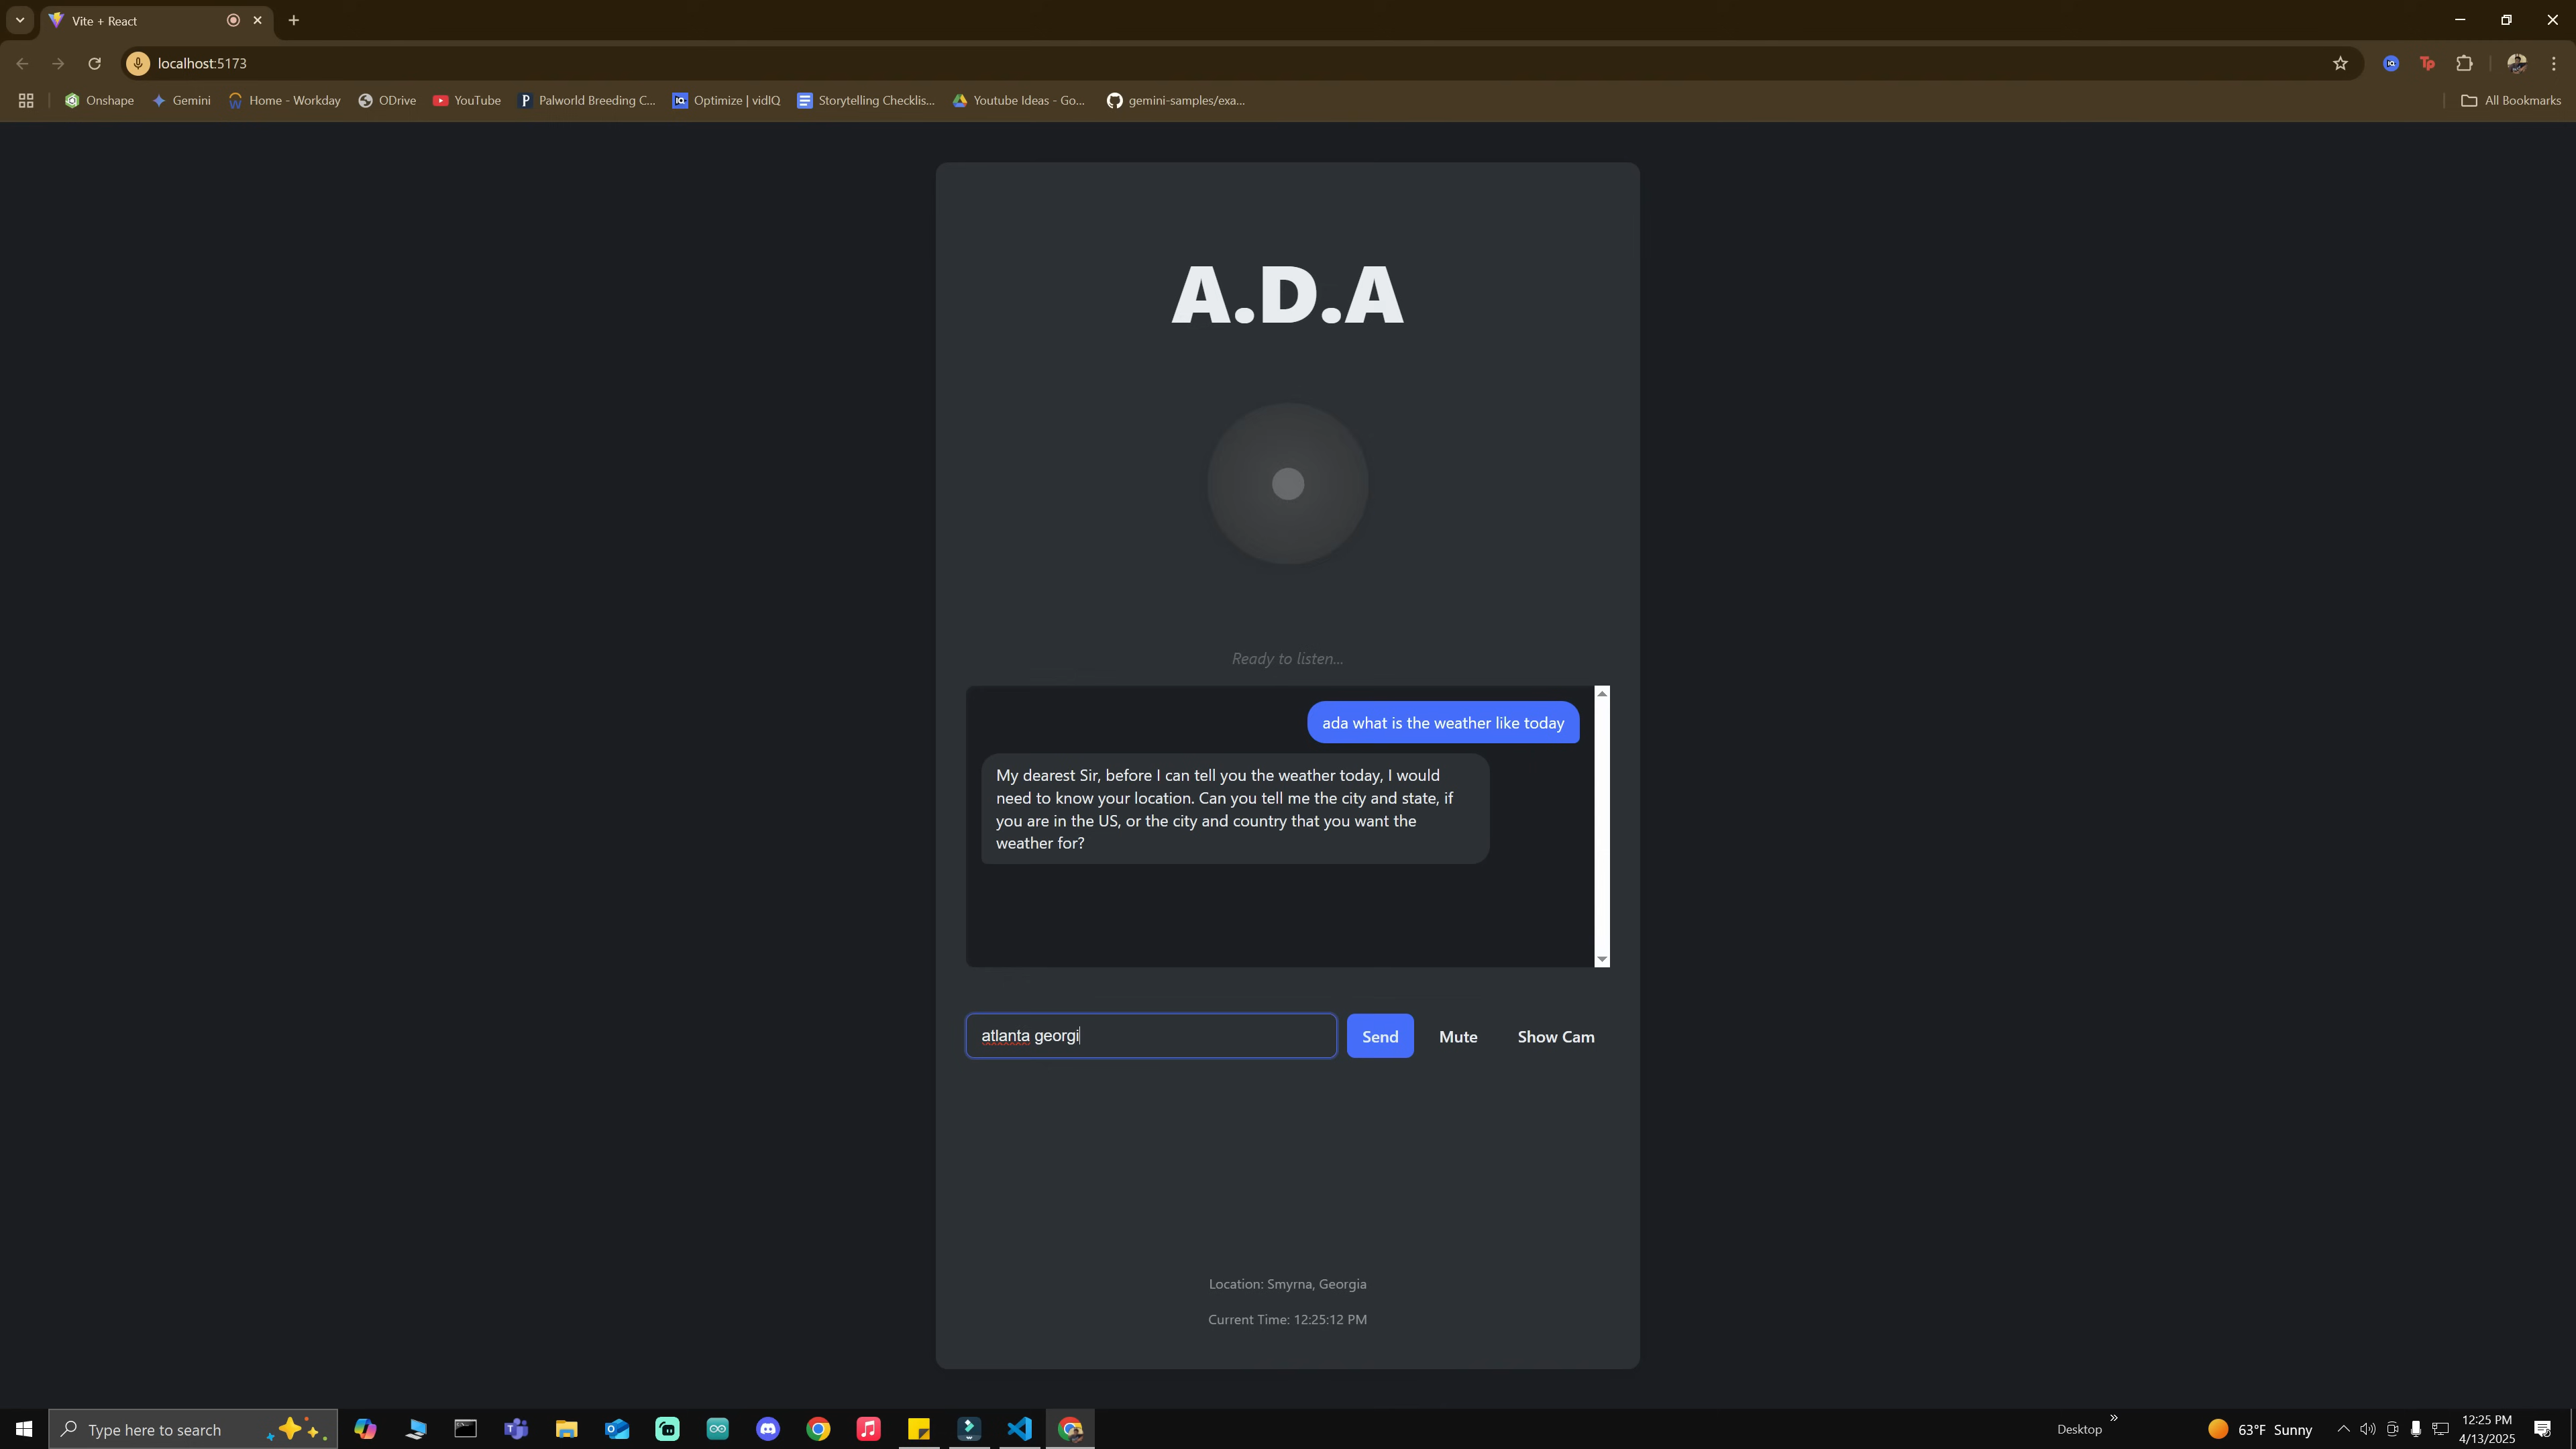 Vite + React
localhost:5173
Onshape
Gemini
Home - Workday
ODrive
YouTube
Palworld Breeding C...
Optimize | vidIQ
Storytelling Checklis...
Youtube Ideas - Go...
gemini-samples/exa...
All Bookmarks
A.D.A
Ready to listen...
ada what is the weather like today
My dearest Sir, before I can tell you the weather today, I would
need to know your location. Can you tell me the city and state, if
you are in the US, or the city and country that you want the
weather for?
atlanta georgi
Send
Mute
Show Cam
Location: Smyrna, Georgia
Current Time: 12:25:12 PM
Type here to search
Desktop
63°F Sunny
12:25 PM
4/13/2025